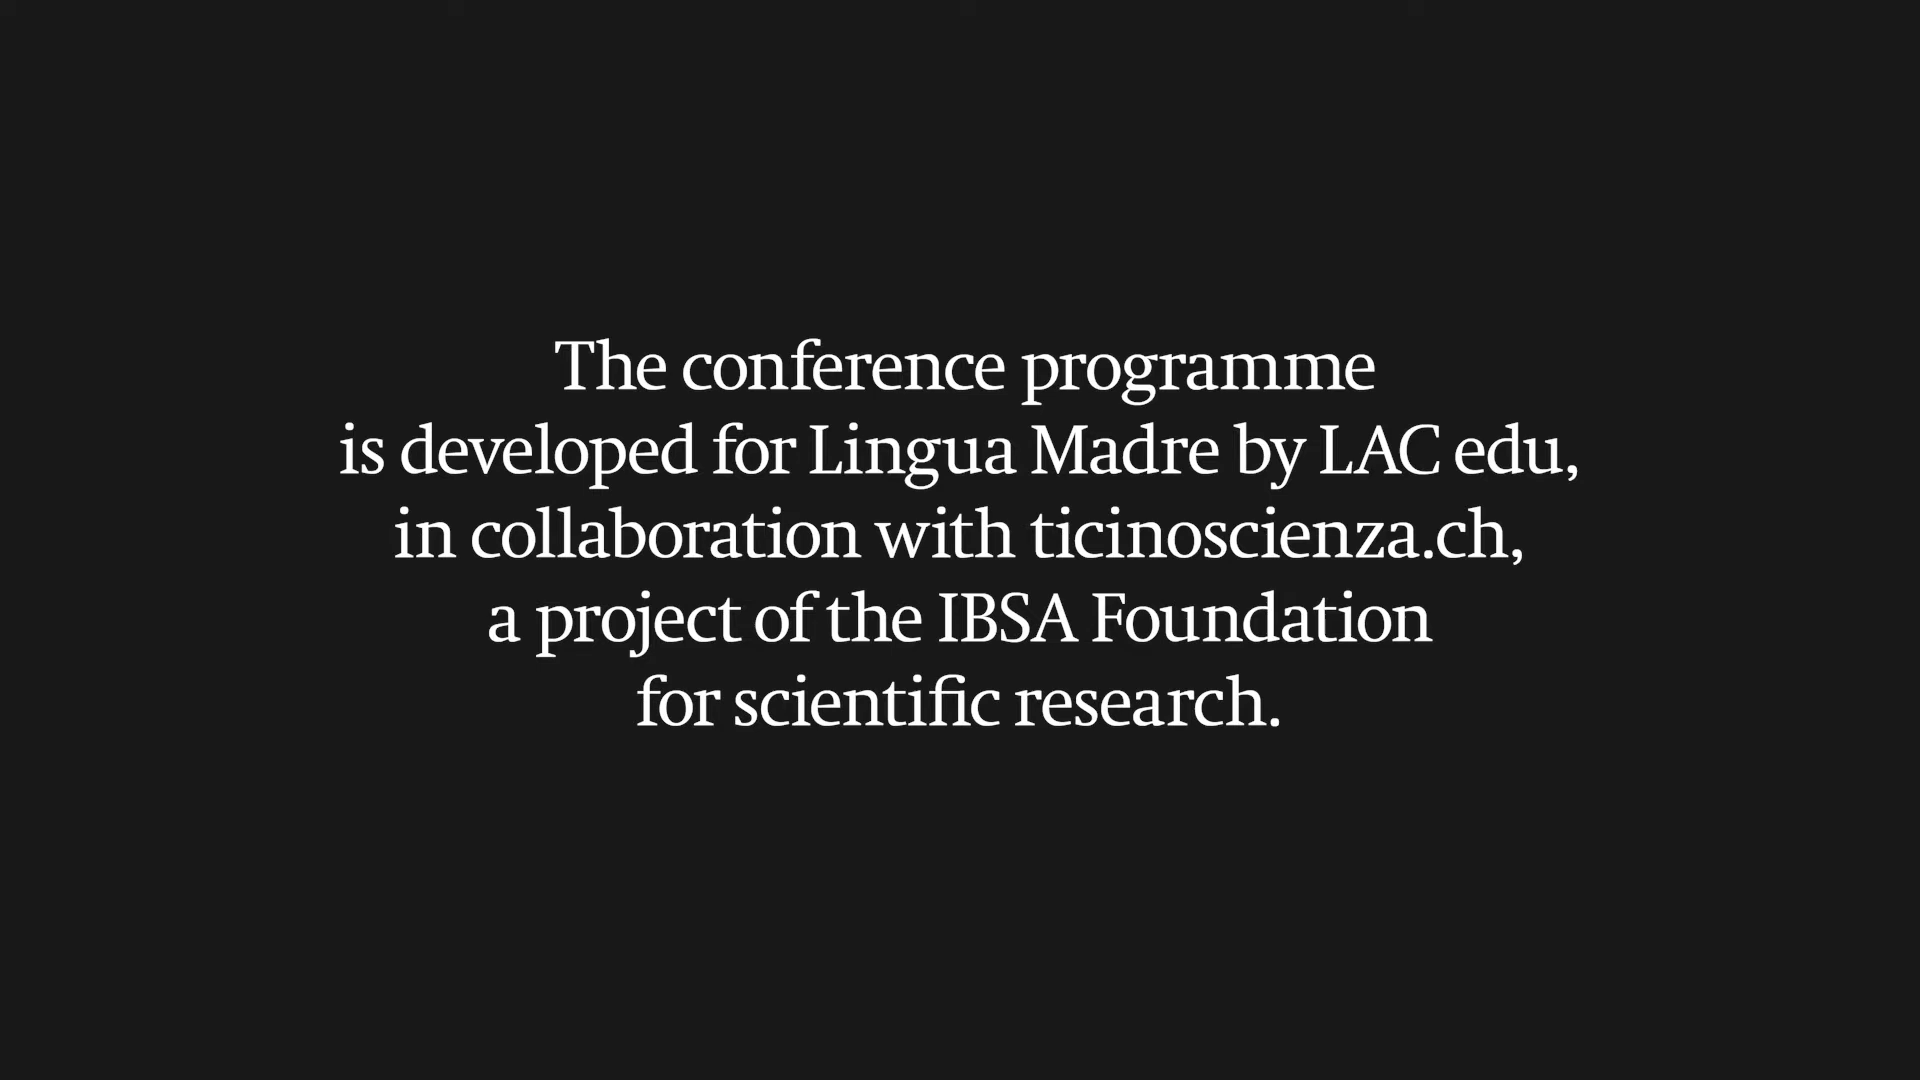 The conference programme
is developed for Lingua Madre by LAC edu,
in collaboration with ticinoscienza.ch,
a project of the IBSA Foundation
for scientific research.